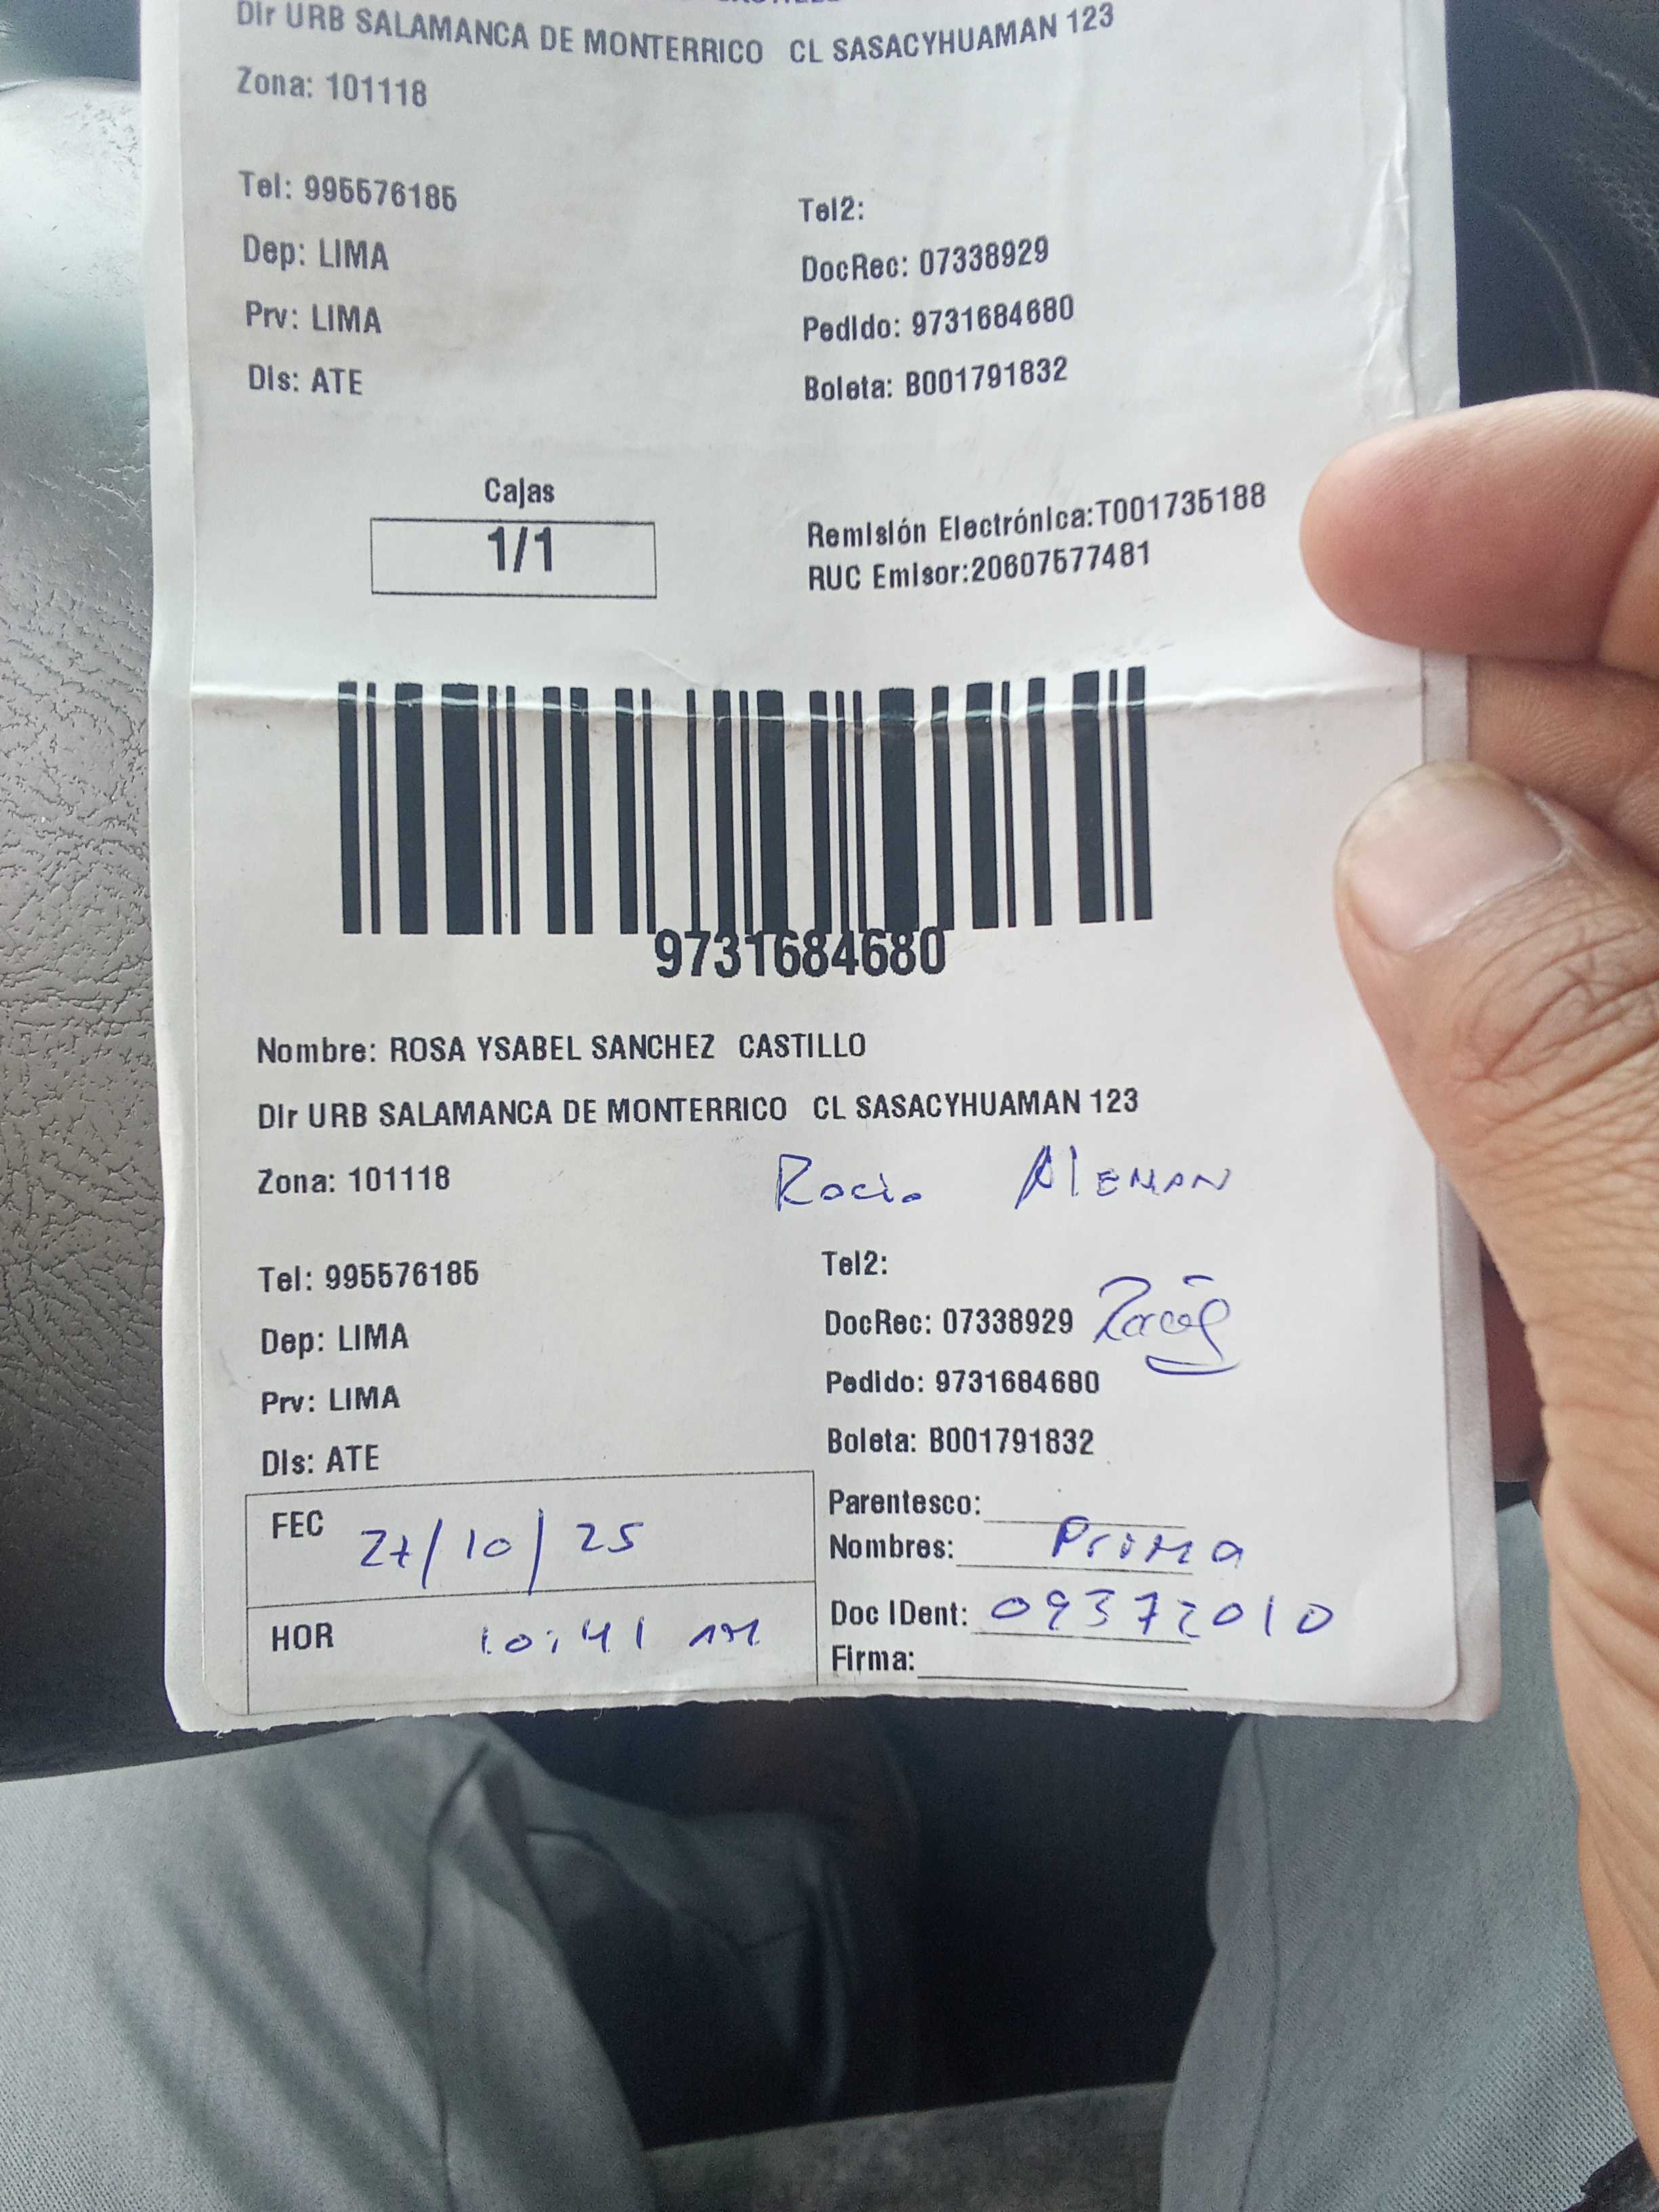 Dir URB SALAMANCA DE MONTERRICO CL SASACYHUAMAN 123
Zona: 101118
Tel: 995576185
Tel2:
Dep: LIMA
DocRec: 07338929
Prv: LIMA
Pedido: 9731684680
Dis: ATE
Boleta: B001791832
Cajas
1/1
Remisión Electrónica:T001735188
RUC Emisor:20607577481
9731684680
Nombre: ROSA YSABEL SANCHEZ CASTILLO
Dir URB SALAMANCA DE MONTERRICO CL SASACYHUAMAN 123
Zona: 101118
Rocio ALEMAN
Tel: 995576185
Tel2:
Dep: LIMA
DocRec: 07338929
Prv: LIMA
Pedido: 9731684680
Dis: ATE
Boleta: B001791832
FEC 27/10/25
Parentesco:
Nombres: Prima
HOR 10:41 AM
Doc IDent: 09372010
Firma: